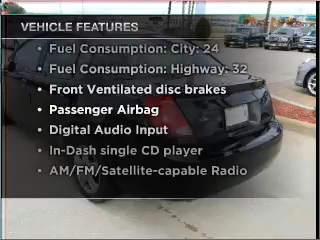 VEHICLE FEATURES
• Fuel Consumption: City: 24
• Fuel Consumption: Highway: 32
• Front Ventilated disc brakes
• Passenger Airbag
• Digital Audio Input
• In-Dash single CD player
• AM/FM/Satellite-capable Radio